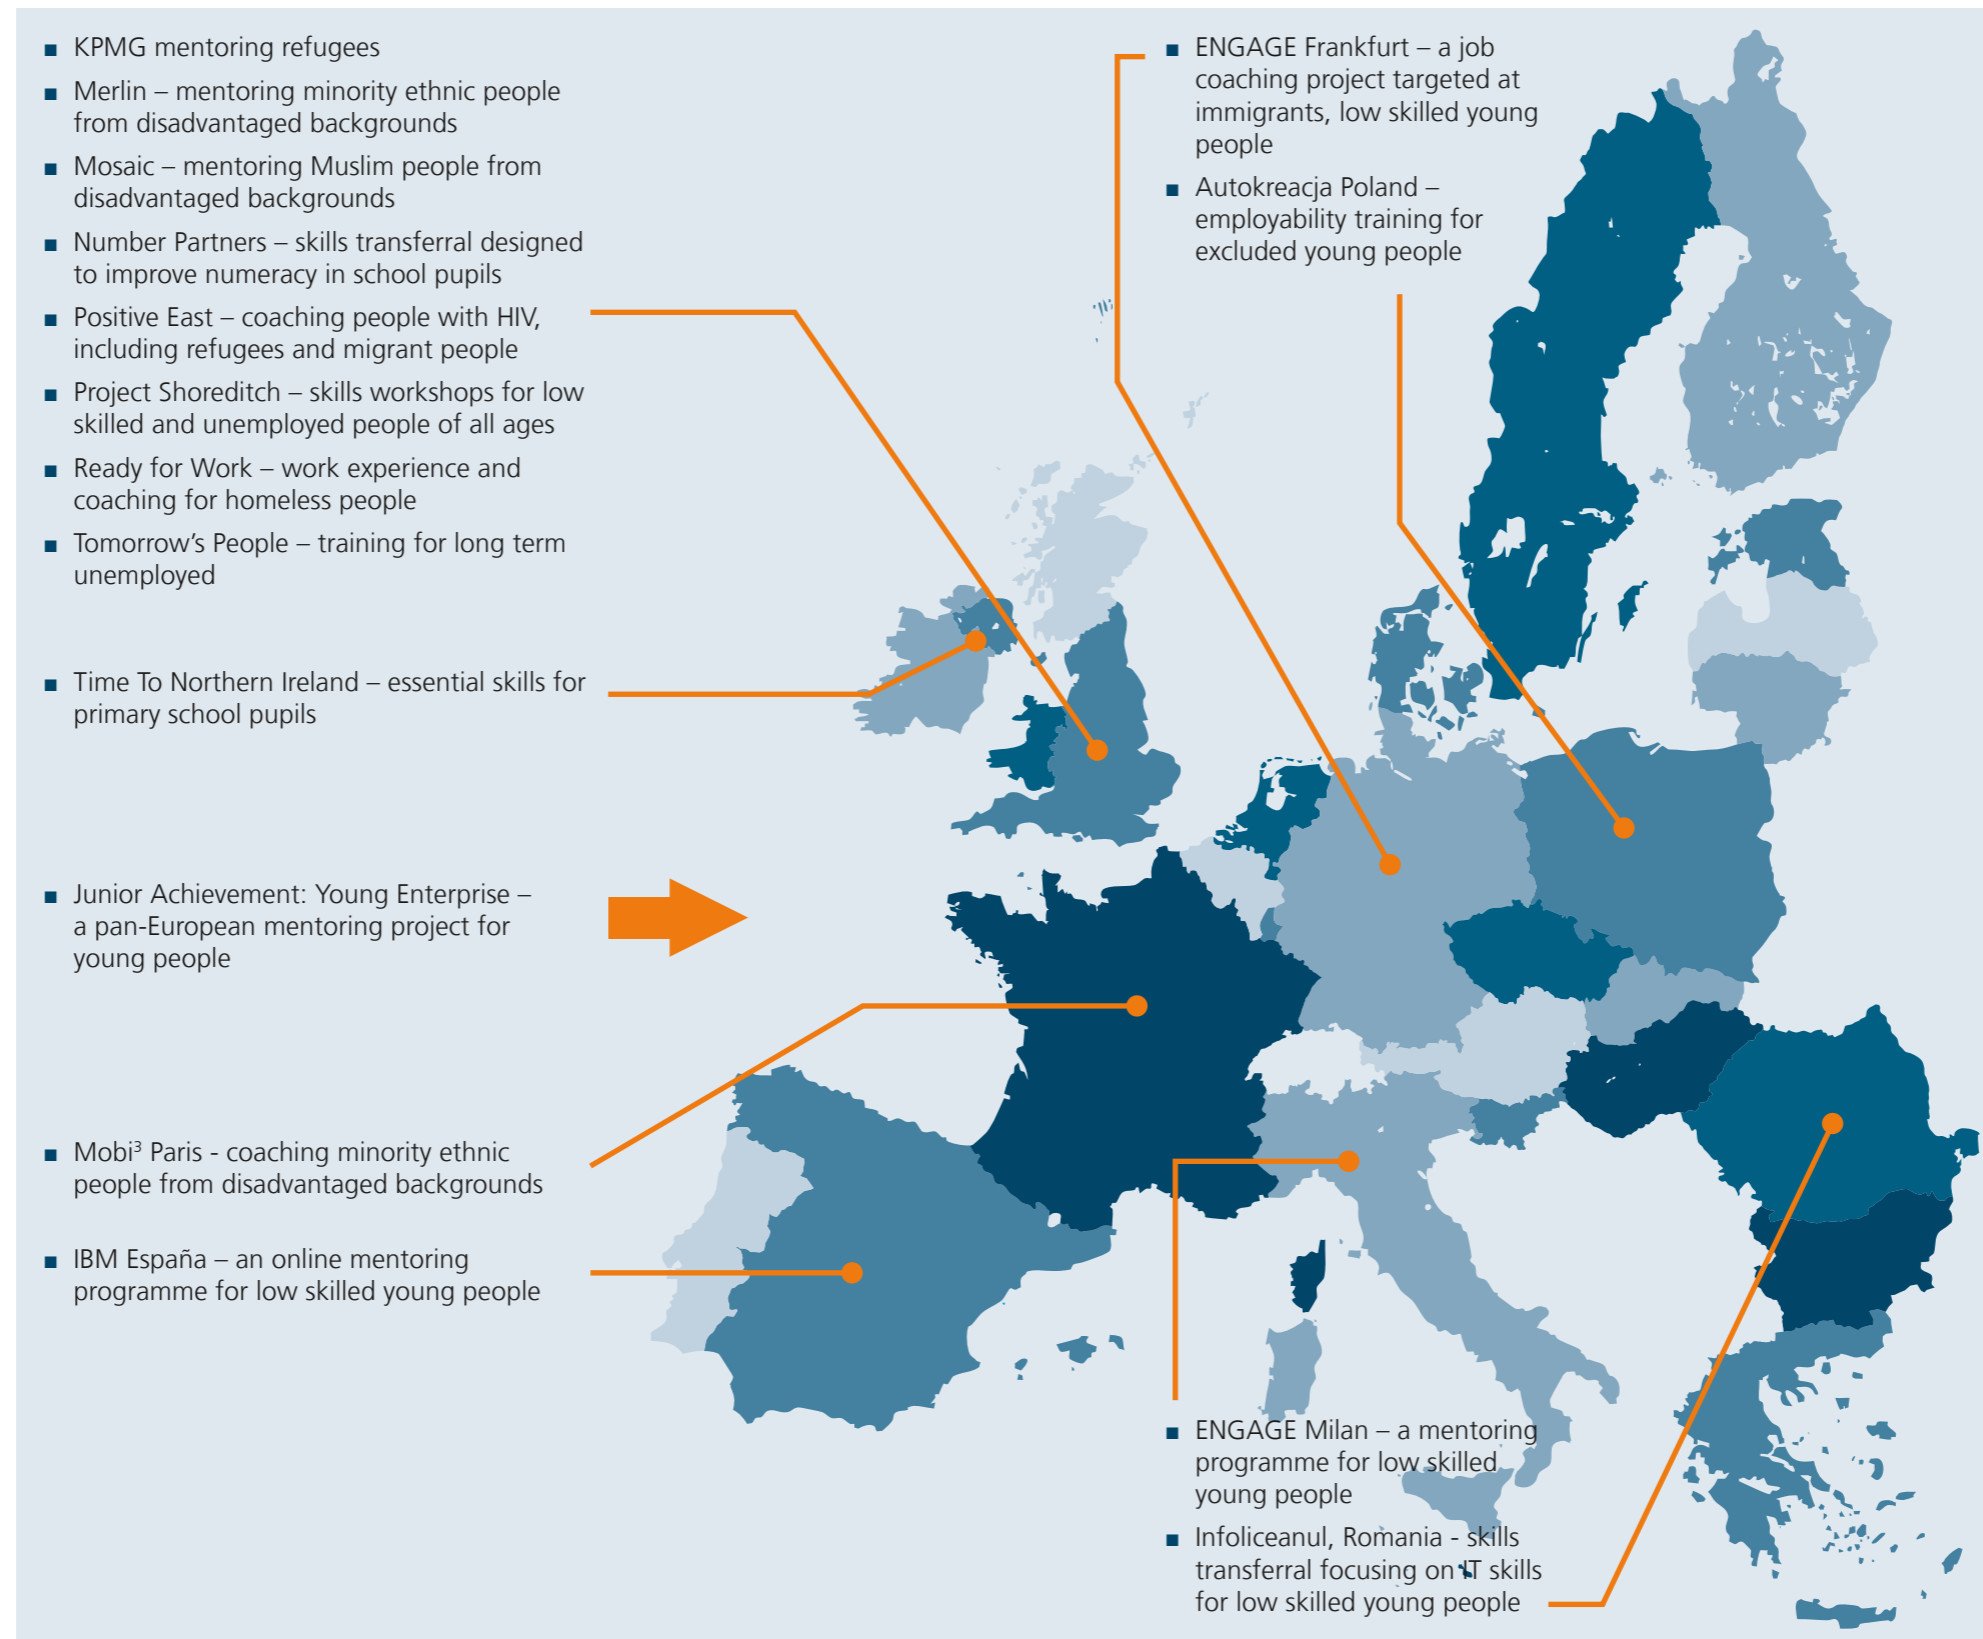 ■ KPMG mentoring refugees
■ Merlin – mentoring minority ethnic people
from disadvantaged backgrounds
■ Mosaic – mentoring Muslim people from
disadvantaged backgrounds
■ Number Partners – skills transferral designed
to improve numeracy in school pupils
■ Positive East – coaching people with HIV,
including refugees and migrant people
■ Project Shoreditch – skills workshops for low
skilled and unemployed people of all ages
■ Ready for Work – work experience and
coaching for homeless people
■ Tomorrow’s People – training for long term
unemployed
■ Time To Northern Ireland – essential skills for
primary school pupils
■ Junior Achievement: Young Enterprise –
a pan-European mentoring project for
young people
■ Mobi³ Paris - coaching minority ethnic
people from disadvantaged backgrounds
■ IBM España – an online mentoring
programme for low skilled young people
■ ENGAGE Frankfurt – a job
coaching project targeted at
immigrants, low skilled young
people
■ Autokreacja Poland –
employability training for
excluded young people
■ ENGAGE Milan – a mentoring
programme for low skilled
young people
■ Infoliceanul, Romania - skills
transferral focusing on IT skills
for low skilled young people